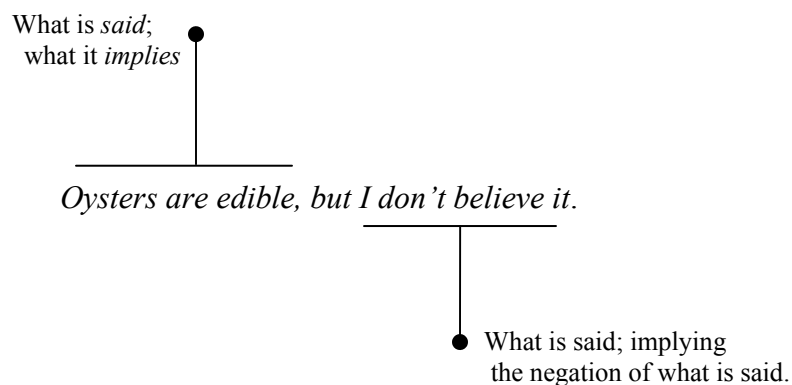 What is said;
what it implies
Oysters are edible, but I don’t believe it.
What is said; implying
the negation of what is said.